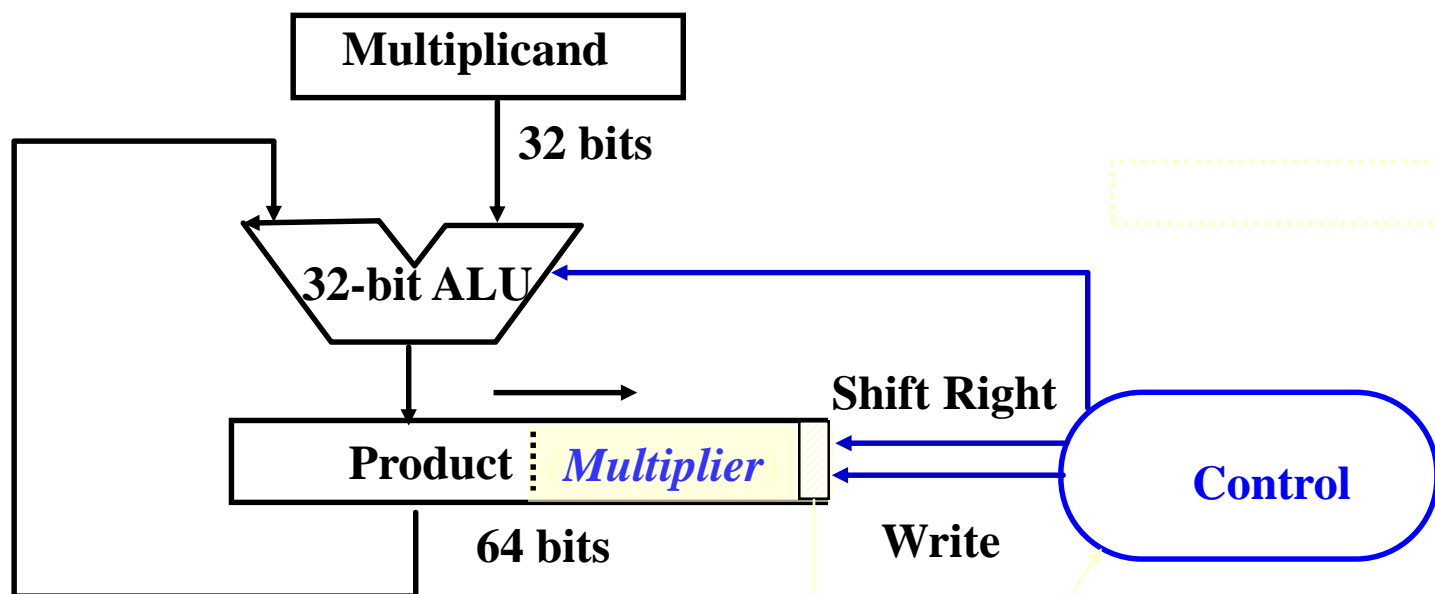 Multiplicand
32 bits
32-bit ALU
Shift Right
Product
Multiplier
Control
64 bits
Write